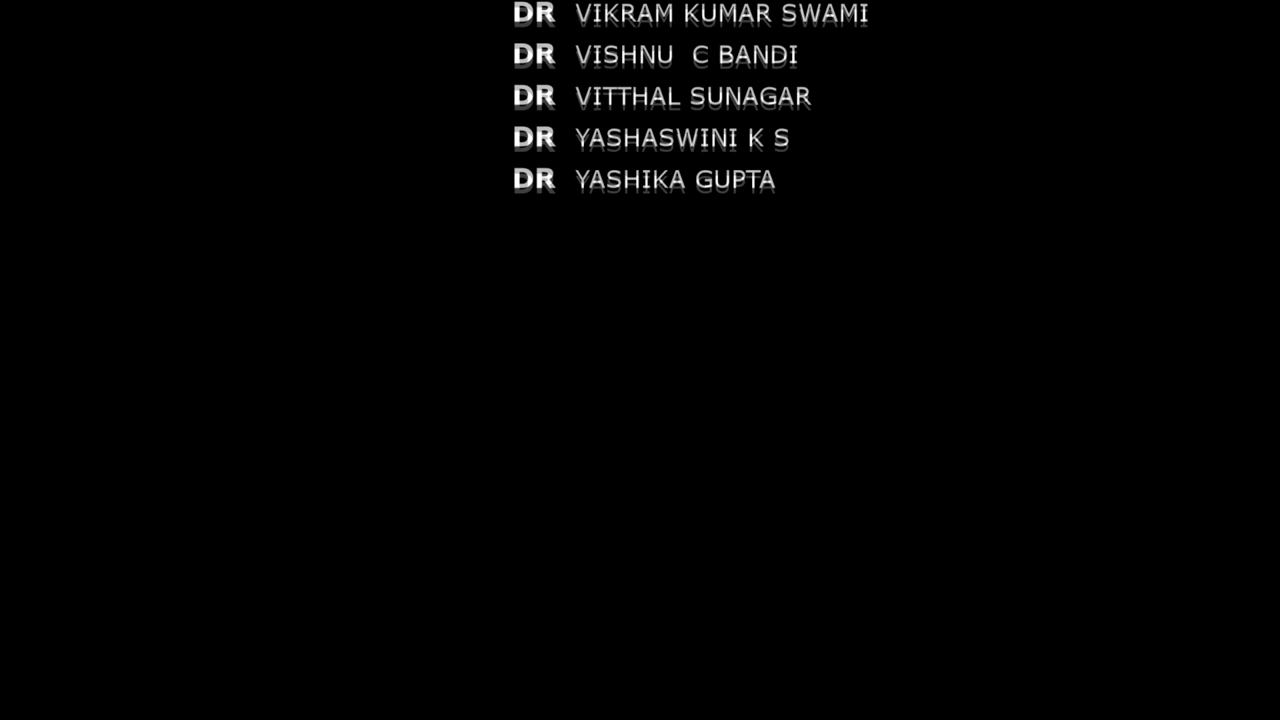 DR VIKRAM KUMAR SWAMI
DR VISHNU C BANDI
DR VITTHAL SUNAGAR
DR YASHASWINI K S
DR YASHIKA GUPTA